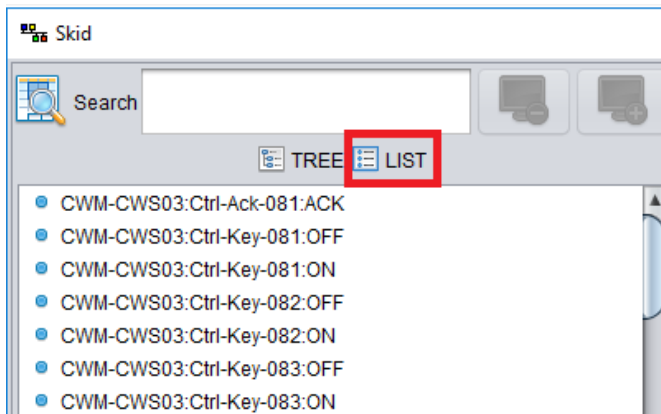 Skid
Search
TREE LIST
CWM-CWS03:Ctrl-Ack-081:ACK
CWM-CWS03:Ctrl-Key-081:OFF
CWM-CWS03:Ctrl-Key-081:ON
CWM-CWS03:Ctrl-Key-082:OFF
CWM-CWS03:Ctrl-Key-082:ON
CWM-CWS03:Ctrl-Key-083:OFF
CWM-CWS03:Ctrl-Key-083:ON